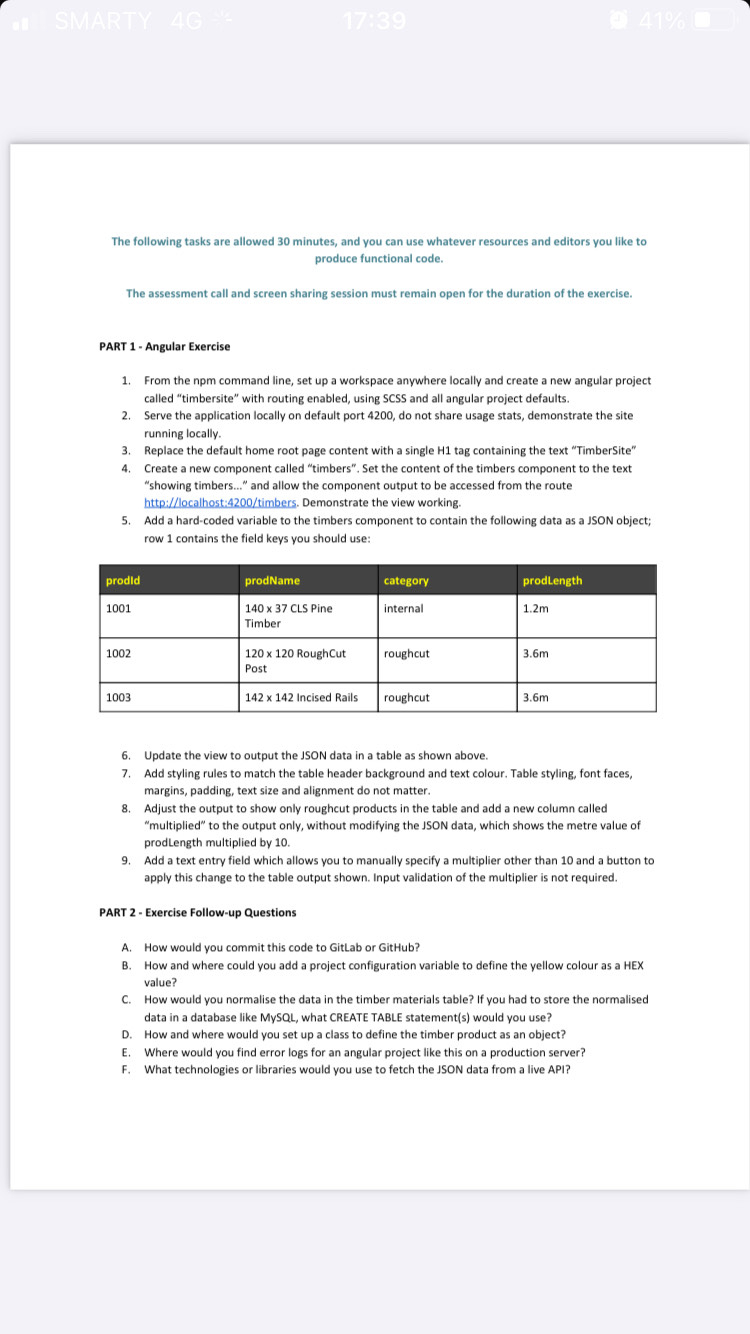 SMARTY 4G
17:39
41%
The following tasks are allowed 30 minutes, and you can use whatever resources and editors you like to
produce functional code.
The assessment call and screen sharing session must remain open for the duration of the exercise.
PART 1 - Angular Exercise
1. From the npm command line, set up a workspace anywhere locally and create a new angular project
called “timbersite” with routing enabled, using SCSS and all angular project defaults.
2. Serve the application locally on default port 4200, do not share usage stats, demonstrate the site
running locally.
3. Replace the default home root page content with a single H1 tag containing the text “TimberSite”
4. Create a new component called “timbers”. Set the content of the timbers component to the text
“showing timbers...” and allow the component output to be accessed from the route
http://localhost:4200/timbers. Demonstrate the view working.
5. Add a hard-coded variable to the timbers component to contain the following data as a JSON object;
row 1 contains the field keys you should use:
prodId prodName category prodLength
1001 140 x 37 CLS Pine internal 1.2m
Timber
1002 120 x 120 RoughCut roughcut 3.6m
Post
1003 142 x 142 Incised Rails roughcut 3.6m
6. Update the view to output the JSON data in a table as shown above.
7. Add styling rules to match the table header background and text colour. Table styling, font faces,
margins, padding, text size and alignment do not matter.
8. Adjust the output to show only roughcut products in the table and add a new column called
“multiplied” to the output only, without modifying the JSON data, which shows the metre value of
prodLength multiplied by 10.
9. Add a text entry field which allows you to manually specify a multiplier other than 10 and a button to
apply this change to the table output shown. Input validation of the multiplier is not required.
PART 2 - Exercise Follow-up Questions
A. How would you commit this code to GitLab or GitHub?
B. How and where could you add a project configuration variable to define the yellow colour as a HEX
value?
C. How would you normalise the data in the timber materials table? If you had to store the normalised
data in a database like MySQL, what CREATE TABLE statement(s) would you use?
D. How and where would you set up a class to define the timber product as an object?
E. Where would you find error logs for an angular project like this on a production server?
F. What technologies or libraries would you use to fetch the JSON data from a live API?